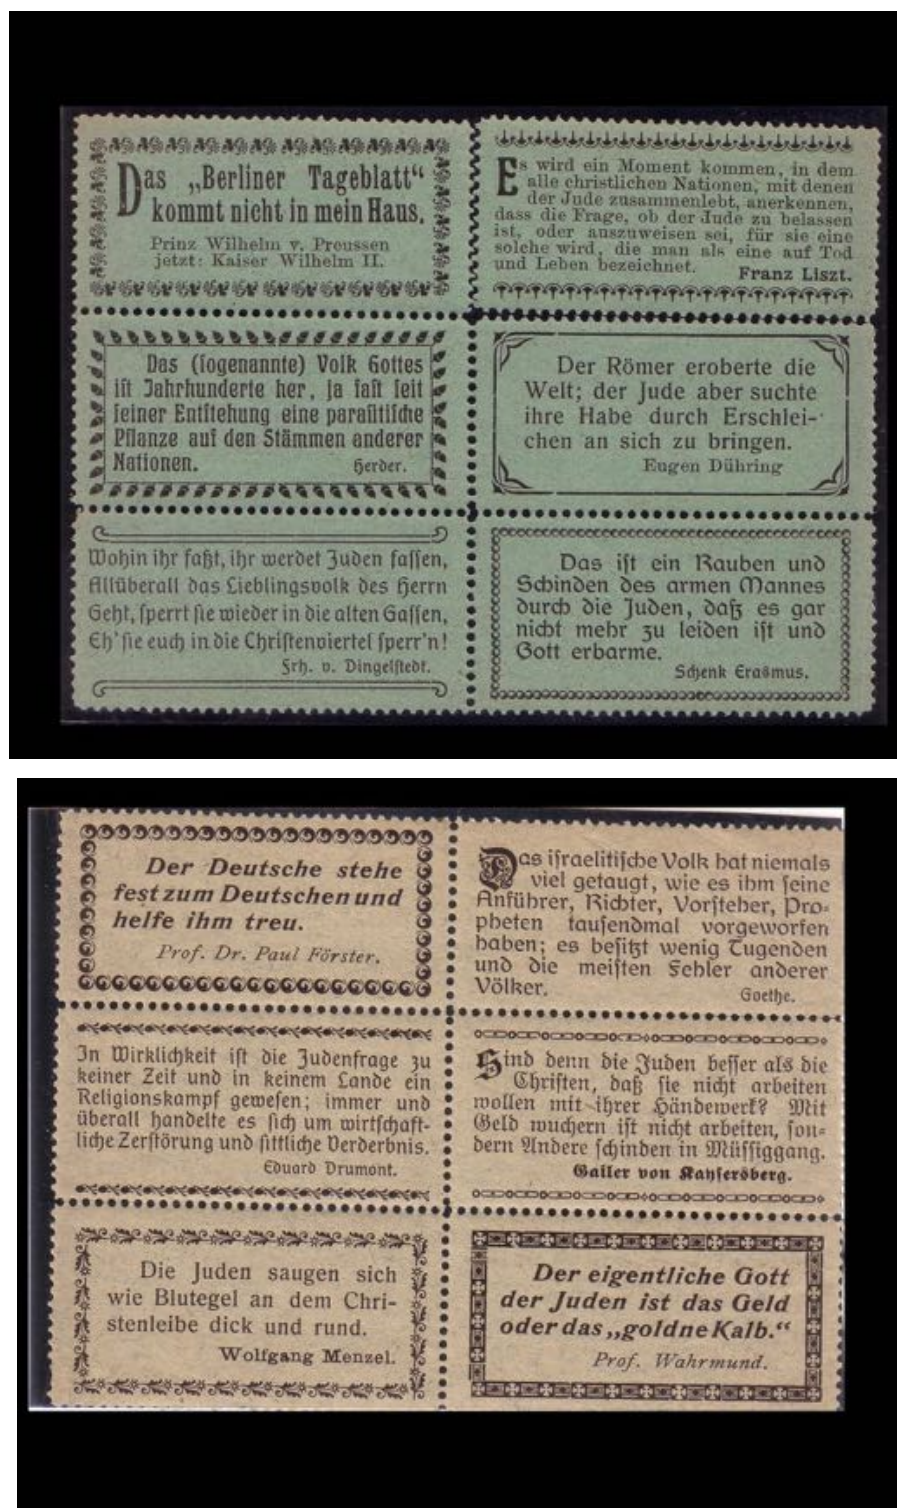 Das „Berliner Tageblatt“
kommt nicht in mein Haus.
Prinz Wilhelm v. Preussen
jetzt: Kaiser Wilhelm II.
Es wird ein Moment kommen, in dem
alle christlichen Nationen, mit denen
der Jude zusammenlebt, anerkennen,
dass die Frage, ob der Jude zu belassen
ist, oder auszuweisen sei, für sie eine
solche wird, die man als eine auf Tod
und Leben bezeichnet.
Franz Liszt.
Das (ſogenannte) Volk Gottes
iſt Jahrhunderte her, ja faſt ſeit
ſeiner Entſtehung eine paraſitiſche
Pflanze auf den Stämmen anderer
Nationen.
Herder.
Der Römer eroberte die
Welt; der Jude aber suchte
ihre Habe durch Erschlei-
chen an sich zu bringen.
Eugen Dühring
Wohin ihr faßt, ihr werdet Juden faſſen,
Allüberall das Lieblingsvolk des Herrn
Geht, ſperrt ſie wieder in die alten Gaſſen,
Eh' ſie euch in die Chriſtenviertel ſperr'n!
Frh. v. Dingelſtedt.
Das iſt ein Rauben und
Schinden des armen Mannes
durch die Juden, daß es gar
nicht mehr zu leiden iſt und
Gott erbarme.
Schenk Erasmus.
Der Deutsche stehe
fest zum Deutschen und
helfe ihm treu.
Prof. Dr. Paul Förster.
Das iſraelitiſche Volk hat niemals
viel getaugt, wie es ihm ſeine
Anführer, Richter, Vorſteher, Pro-
pheten tauſendmal vorgeworfen
haben; es beſitzt wenig Tugenden
und die meiſten Fehler anderer
Völker.
Goethe.
In Wirklichkeit iſt die Judenfrage zu
keiner Zeit und in keinem Lande ein
Religionskampf geweſen; immer und
überall handelte es ſich um wirtſchaft-
liche Zerſtörung und ſittliche Verderbnis.
Eduard Drumont.
Sind denn die Juden beſſer als die
Chriſten, daß ſie nicht arbeiten
wollen mit ihrer Händewerk? Mit
Geld wuchern iſt nicht arbeiten, ſon-
dern Andere ſchinden in Müſſiggang.
Gailer von Kayſersberg.
Die Juden saugen sich
wie Blutegel an dem Chri-
stenleibe dick und rund.
Wolfgang Menzel.
Der eigentliche Gott
der Juden ist das Geld
oder das „goldne Kalb.“
Prof. Wahrmund.